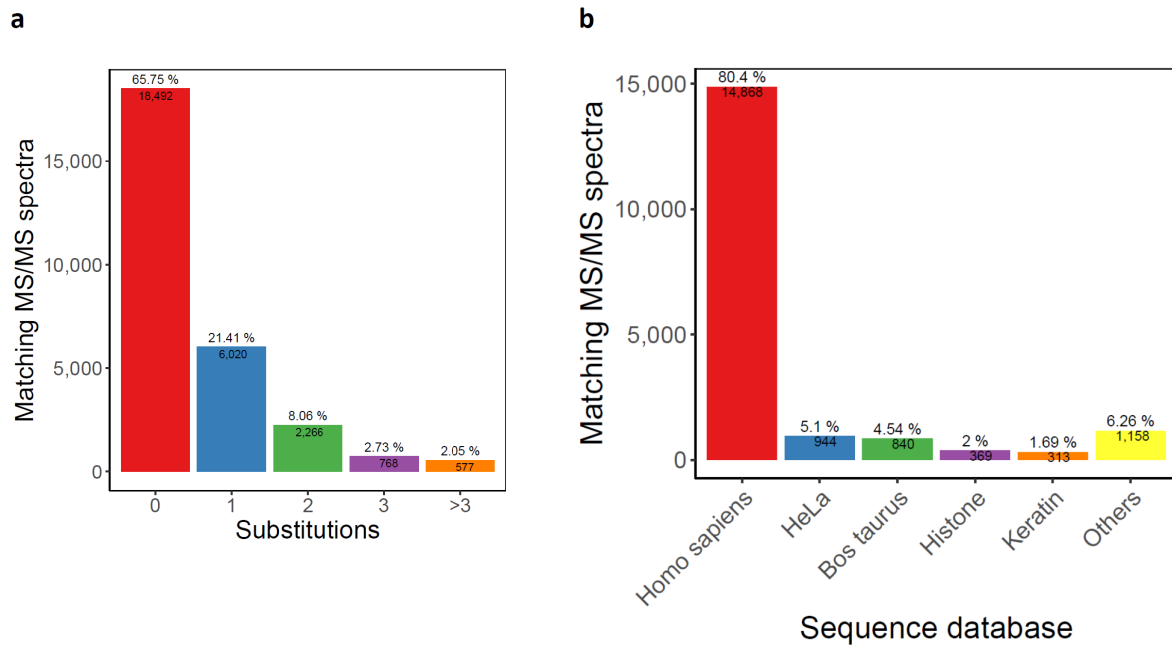 a
Matching MS/MS spectra
15,000
10,000
5,000
0
65.75 %
18,492
21.41 %
6,020
8.06 %
2,266
2.73 %
768
2.05 %
577
0
1
2
3
>3
Substitutions
b
Matching MS/MS spectra
15,000
10,000
5,000
0
80.4 %
14,868
5.1 %
944
4.54 %
840
2 %
369
1.69 %
313
6.26 %
1,158
Homo sapiens
HeLa
Bos taurus
Histone
Keratin
Others
Sequence database